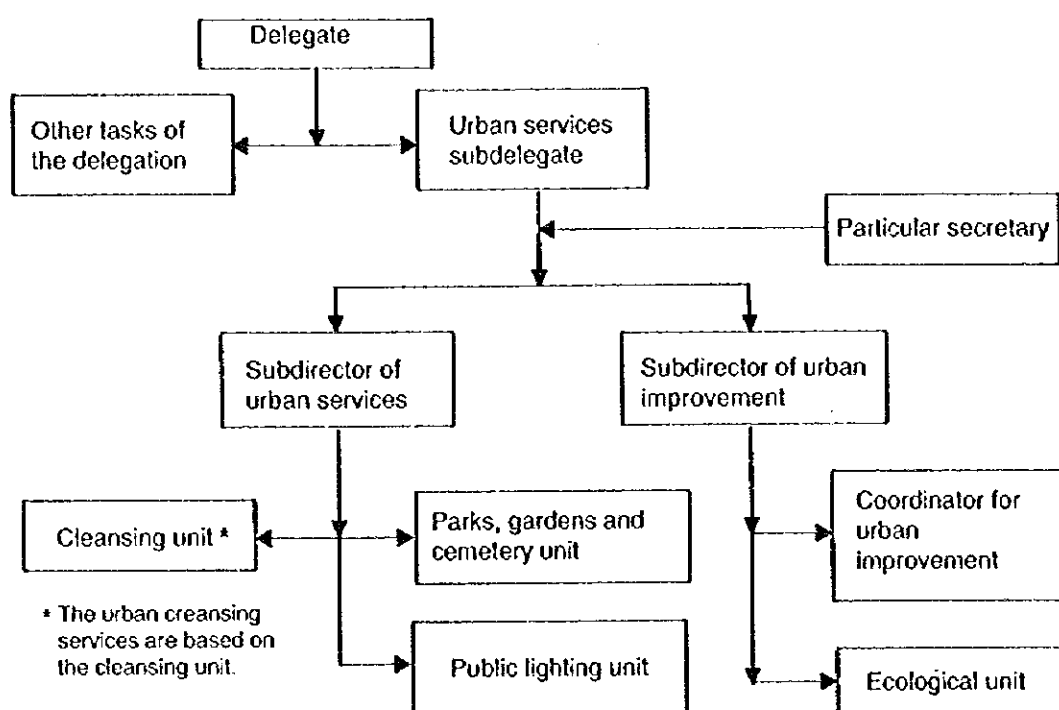 Delegate
Other tasks of
the delegation
Urban services
subdelegate
Particular secretary
Subdirector of
urban services
Subdirector of urban
improvement
Cleansing unit *
Parks, gardens and
cemetery unit
Coordinator for
urban
improvement
* The urban creansing
services are based on
the cleansing unit.
Public lighting unit
Ecological unit